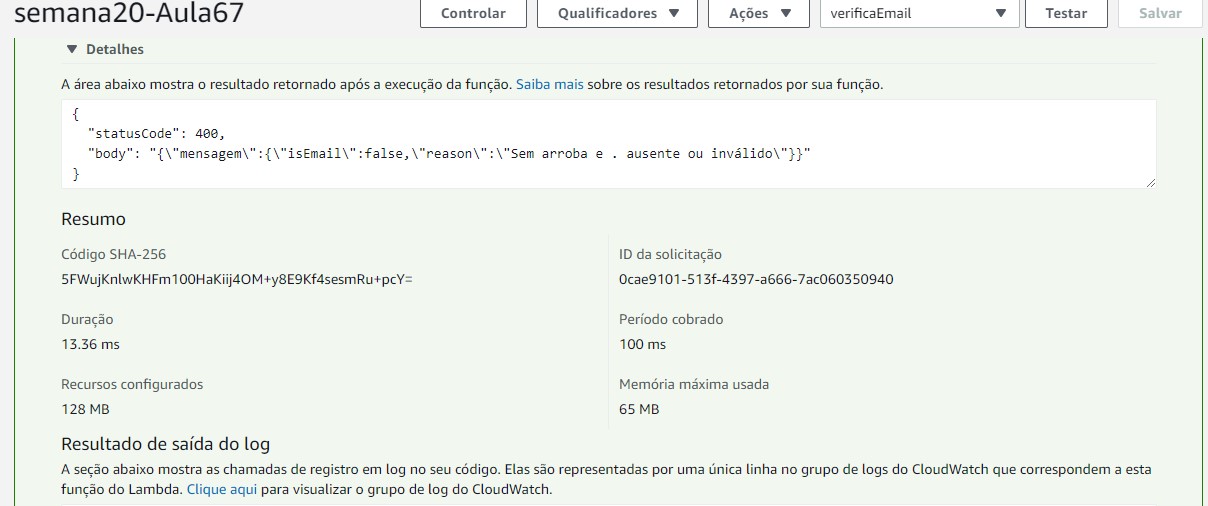 semana20-Aula67
Controlar
Qualificadores
Ações
verificaEmail
Testar
Salvar
Detalhes
A área abaixo mostra o resultado retornado após a execução da função. Saiba mais sobre os resultados retornados por sua função.
{
"statusCode": 400,
"body": "{\"mensagem\":{\"isEmail\":false,\"reason\":\"Sem arroba e . ausente ou inválido\"}}"
}
Resumo
Código SHA-256
5FWujKnlwKHFm100HaKiij4OM+y8E9Kf4sesmRu+pcY=
ID da solicitação
0cae9101-513f-4397-a666-7ac060350940
Duração
13.36 ms
Período cobrado
100 ms
Recursos configurados
128 MB
Memória máxima usada
65 MB
Resultado de saída do log
A seção abaixo mostra as chamadas de registro em log no seu código. Elas são representadas por uma única linha no grupo de logs do CloudWatch que correspondem a esta
função do Lambda. Clique aqui para visualizar o grupo de log do CloudWatch.